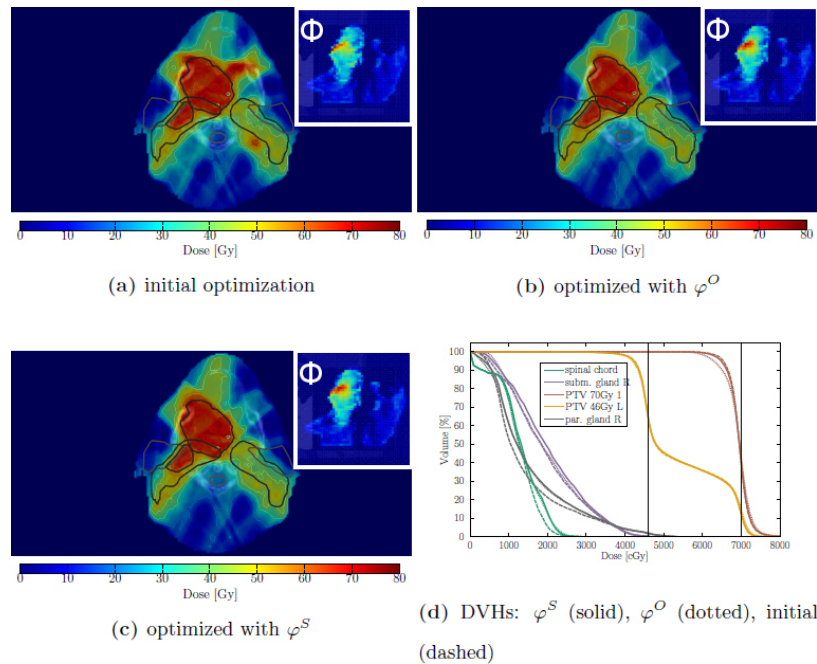 Φ
Φ
0 10 20 30 40 50 60 70 80
0 10 20 30 40 50 60 70 80
Dose [Gy]
Dose [Gy]
(a) initial optimization
(b) optimized with φ^O
Φ
0 10 20 30 40 50 60 70 80
Dose [Gy]
(c) optimized with φ^S
100
90
80
70
60
50
40
30
20
10
0
Volume [%]
spinal chord
subm. gland R
PTV 70Gy 1
PTV 46Gy L
par. gland R
0 1000 2000 3000 4000 5000 6000 7000 8000
Dose [cGy]
(d) DVHs: φ^S (solid), φ^O (dotted), initial
(dashed)